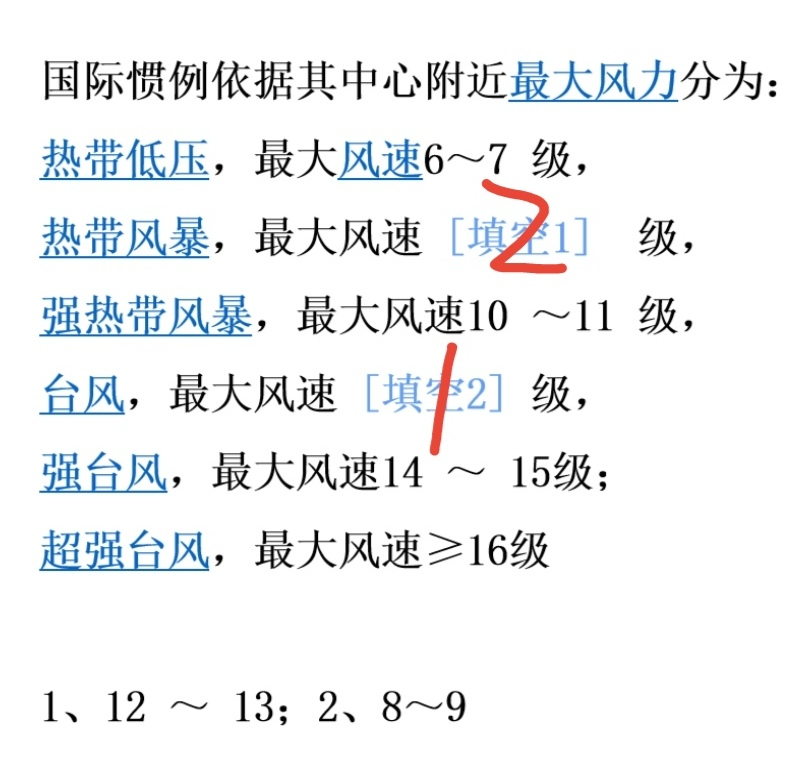 国际惯例依据其中心附近最大风力分为:
热带低压，最大风速6～7 级，
热带风暴，最大风速 [填空1] 级，
2
强热带风暴，最大风速10 ～11 级，
台风，最大风速 [填空2] 级，
1
强台风，最大风速14 ～ 15级；
超强台风，最大风速≥16级
1、12 ～ 13；2、8～9